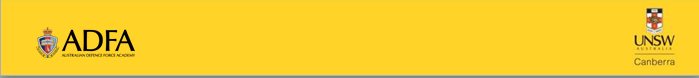 ADFA
AUSTRALIAN DEFENCE FORCE ACADEMY
UNSW
AUSTRALIA
Canberra